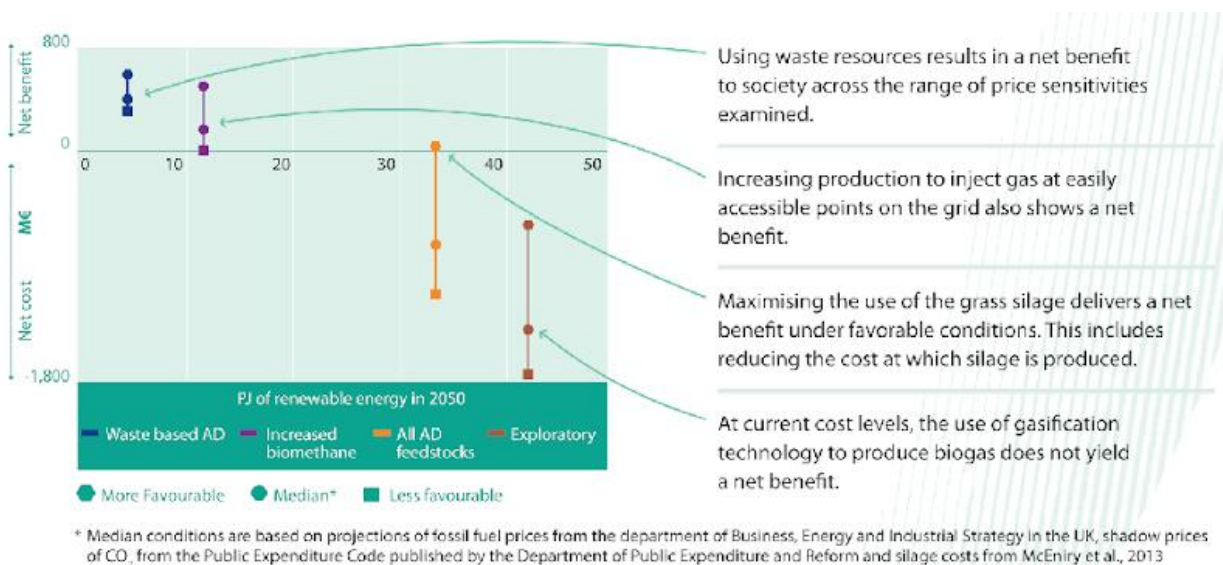 800
Net benefit
0
0 10 20 30 40 50
M€
Net cost
-1,800
PJ of renewable energy in 2050
Waste based AD
Increased
biomethane
All AD
feedstocks
Exploratory
More Favourable
Median*
Less favourable
Using waste resources results in a net benefit
to society across the range of price sensitivities
examined.
Increasing production to inject gas at easily
accessible points on the grid also shows a net
benefit.
Maximising the use of the grass silage delivers a net
benefit under favorable conditions. This includes
reducing the cost at which silage is produced.
At current cost levels, the use of gasification
technology to produce biogas does not yield
a net benefit.
* Median conditions are based on projections of fossil fuel prices from the department of Business, Energy and Industrial Strategy in the UK, shadow prices
of CO, from the Public Expenditure Code published by the Department of Public Expenditure and Reform and silage costs from McEniry et al., 2013